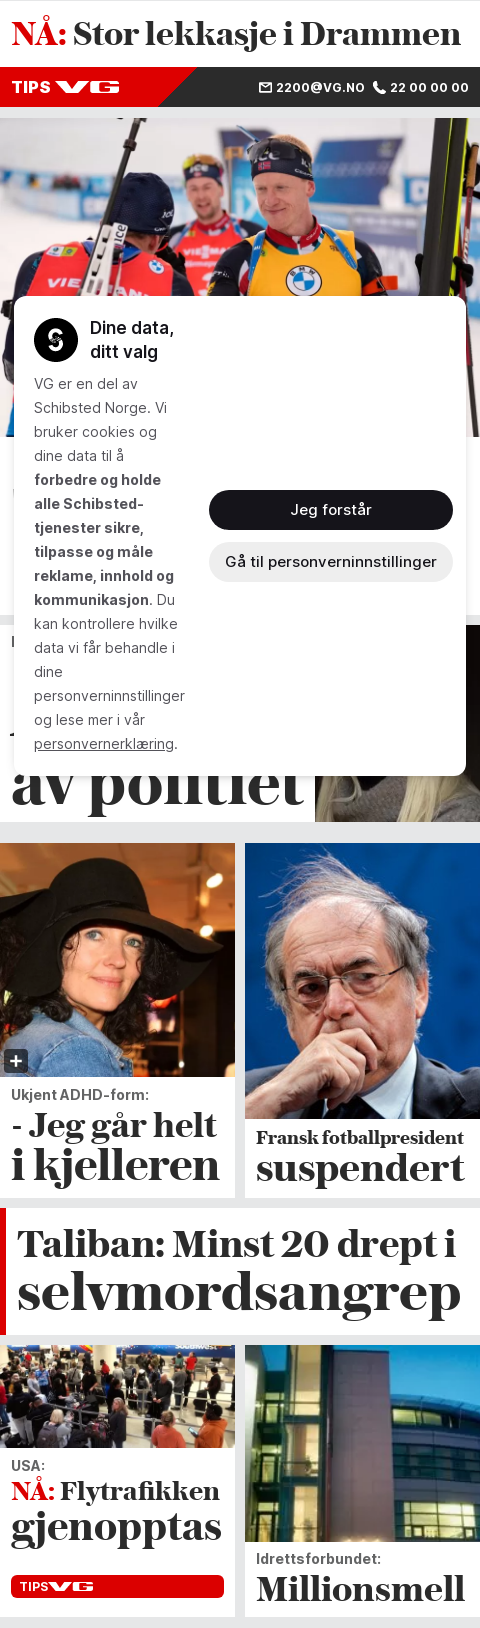 NÅ: Stor lekkasje i Drammen
TIPS VG
2200@VG.NO 22 00 00 00
Dine data,
ditt valg
VG er en del av
Schibsted Norge. Vi
bruker cookies og
dine data til å
forbedre og holde
alle Schibsted-
tjenester sikre,
tilpasse og måle
reklame, innhold og
kommunikasjon. Du
kan kontrollere hvilke
data vi får behandle i
dine
personverninnstillinger
og lese mer i vår
personvernerklæring.
Jeg forstår
Gå til personverninnstillinger
av politiet
Ukjent ADHD-form:
- Jeg går helt
i kjelleren
Fransk fotballpresident
suspendert
Taliban: Minst 20 drept i
selvmordsangrep
USA:
NÅ: Flytrafikken
gjenopptas
TIPS VG
Idrettsforbundet:
Millionsmell